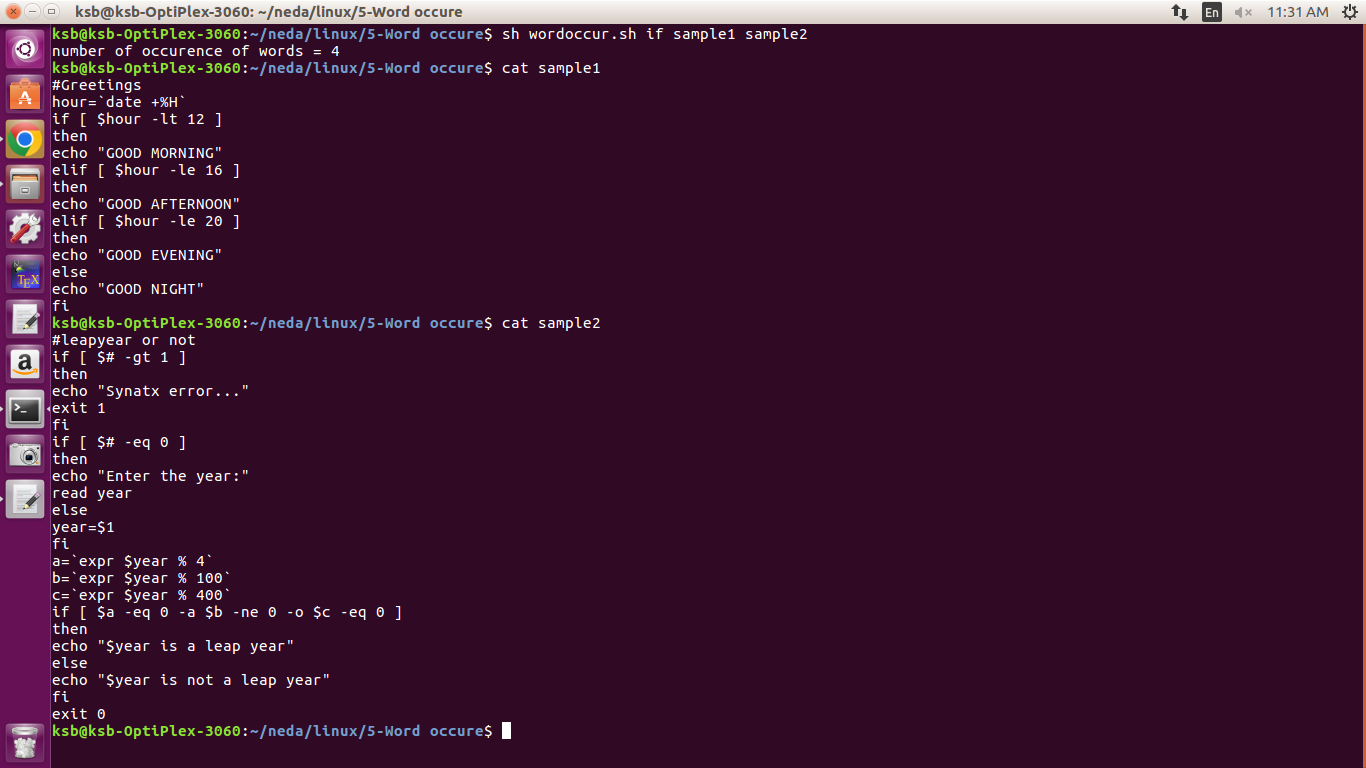 ksb@ksb-OptiPlex-3060: ~/neda/linux/5-Word occure
En
11:31 AM
ksb@ksb-OptiPlex-3060:~/neda/linux/5-Word occure$ sh wordoccur.sh if sample1 sample2
number of occurence of words = 4
ksb@ksb-OptiPlex-3060:~/neda/linux/5-Word occure$ cat sample1
#Greetings
hour=`date +%H`
if [ $hour -lt 12 ]
then
echo "GOOD MORNING"
elif [ $hour -le 16 ]
then
echo "GOOD AFTERNOON"
elif [ $hour -le 20 ]
then
echo "GOOD EVENING"
else
echo "GOOD NIGHT"
fi
ksb@ksb-OptiPlex-3060:~/neda/linux/5-Word occure$ cat sample2
#leapyear or not
if [ $# -gt 1 ]
then
echo "Synatx error..."
exit 1
fi
if [ $# -eq 0 ]
then
echo "Enter the year:"
read year
else
year=$1
fi
a=`expr $year % 4`
b=`expr $year % 100`
c=`expr $year % 400`
if [ $a -eq 0 -a $b -ne 0 -o $c -eq 0 ]
then
echo "$year is a leap year"
else
echo "$year is not a leap year"
fi
exit 0
ksb@ksb-OptiPlex-3060:~/neda/linux/5-Word occure$
TEX
a
>_